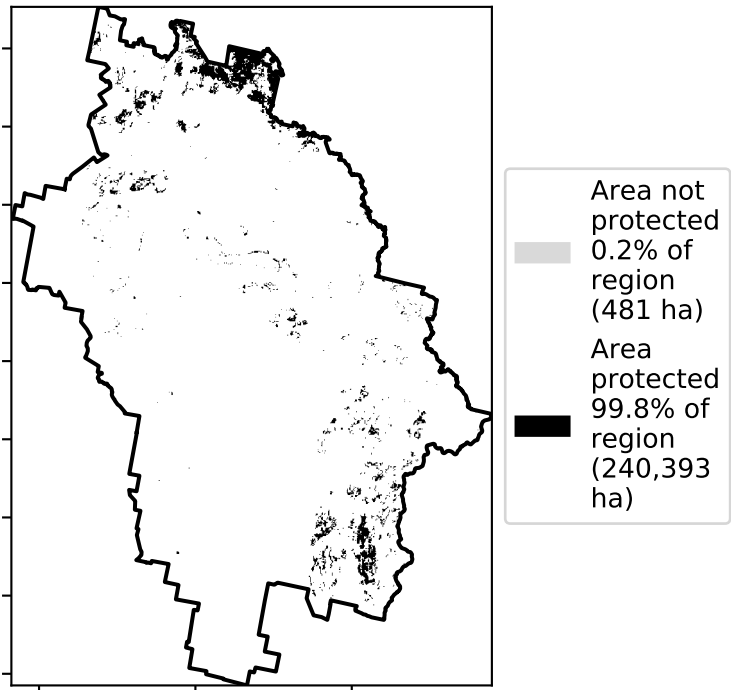 Area not
protected
0.2% of
region
(481 ha)
Area
protected
99.8% of
region
(240,393
ha)